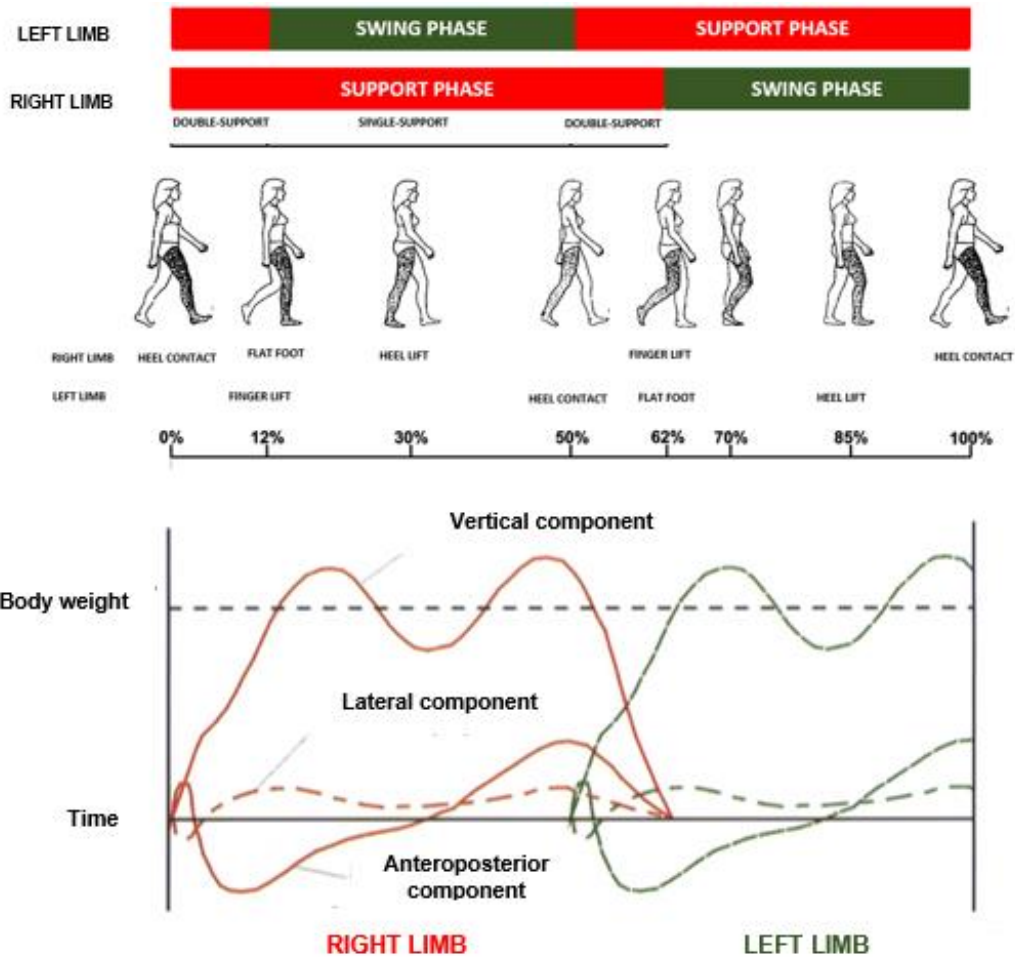 LEFT LIMB
SWING PHASE
SUPPORT PHASE
RIGHT LIMB
SUPPORT PHASE
SWING PHASE
DOUBLE-SUPPORT
SINGLE-SUPPORT
DOUBLE-SUPPORT
RIGHT LIMB
HEEL CONTACT
FLAT FOOT
HEEL LIFT
FINGER LIFT
HEEL CONTACT
LEFT LIMB
FINGER LIFT
HEEL CONTACT
FLAT FOOT
HEEL LIFT
0% 12% 30% 50% 62% 70% 85% 100%
Vertical component
Body weight
Lateral component
Time
Anteroposterior
component
RIGHT LIMB
LEFT LIMB